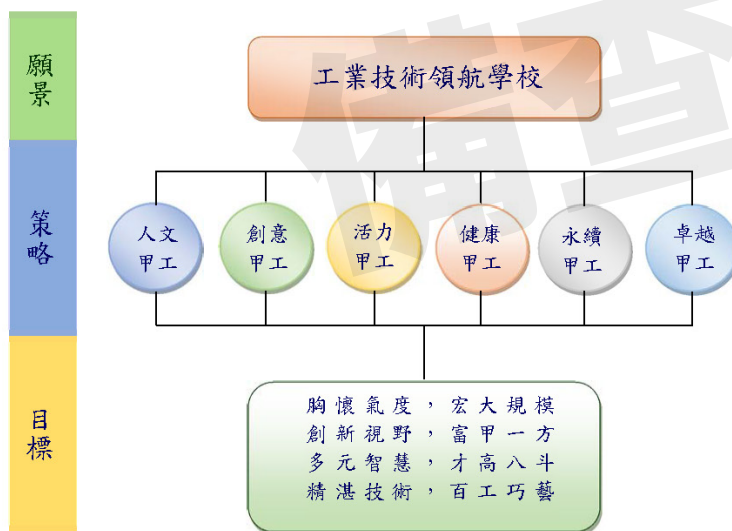 願景
工業技術領航學校
策略
人文
甲工
創意
甲工
活力
甲工
健康
甲工
永續
甲工
卓越
甲工
目標
胸懷氣度，宏大規模
創新視野，富甲一方
多元智慧，才高八斗
精湛技術，百工巧藝
備查